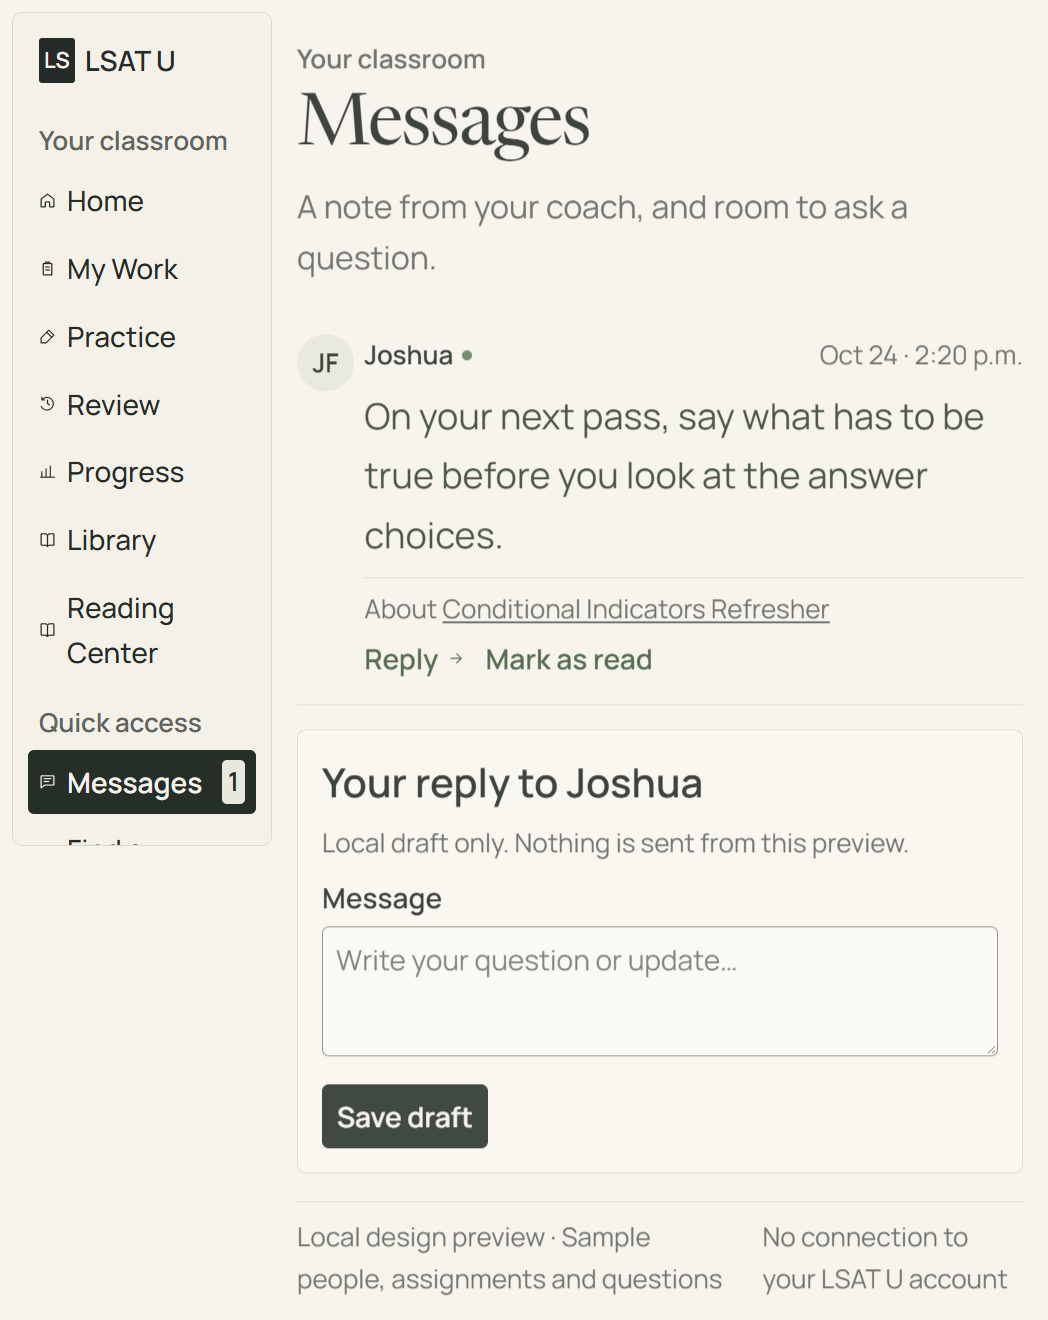 LS LSAT U
Your classroom
Home
My Work
Practice
Review
Progress
Library
Reading
Center
Quick access
Messages 1
Your classroom
Messages
A note from your coach, and room to ask a
question.
JF Joshua Oct 24 · 2:20 p.m.
On your next pass, say what has to be
true before you look at the answer
choices.
About Conditional Indicators Refresher
Reply → Mark as read
Your reply to Joshua
Local draft only. Nothing is sent from this preview.
Message
Write your question or update…
Save draft
Local design preview · Sample
people, assignments and questions
No connection to
your LSAT U account